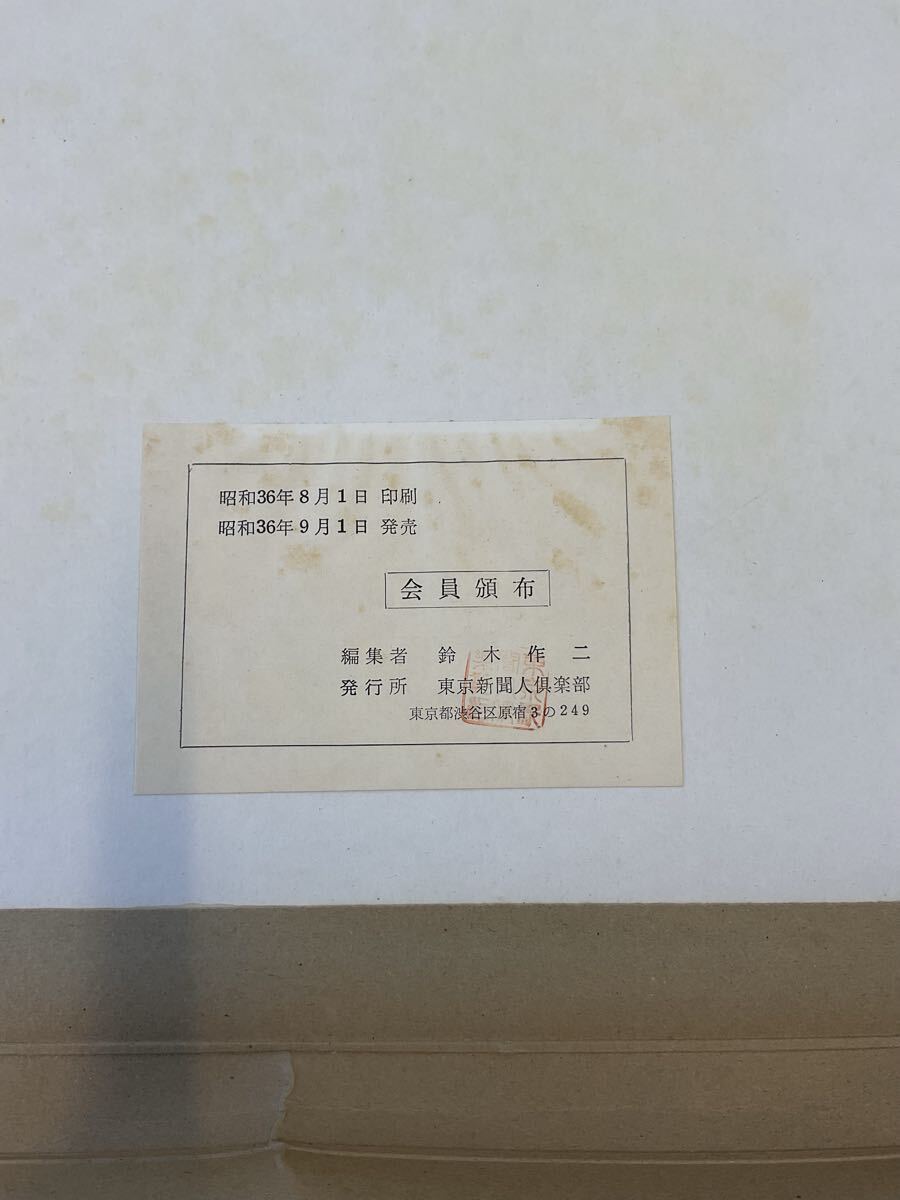 昭和36年8月1日 印刷
昭和36年9月1日 発売
会員頒布
編集者 鈴木作二
発行所 東京新聞人倶楽部
東京都渋谷区原宿3の249